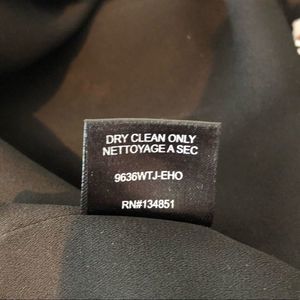 DRY CLEAN ONLY
NETTOYAGE A SEC
9636WTJ-EHO
RN#134851